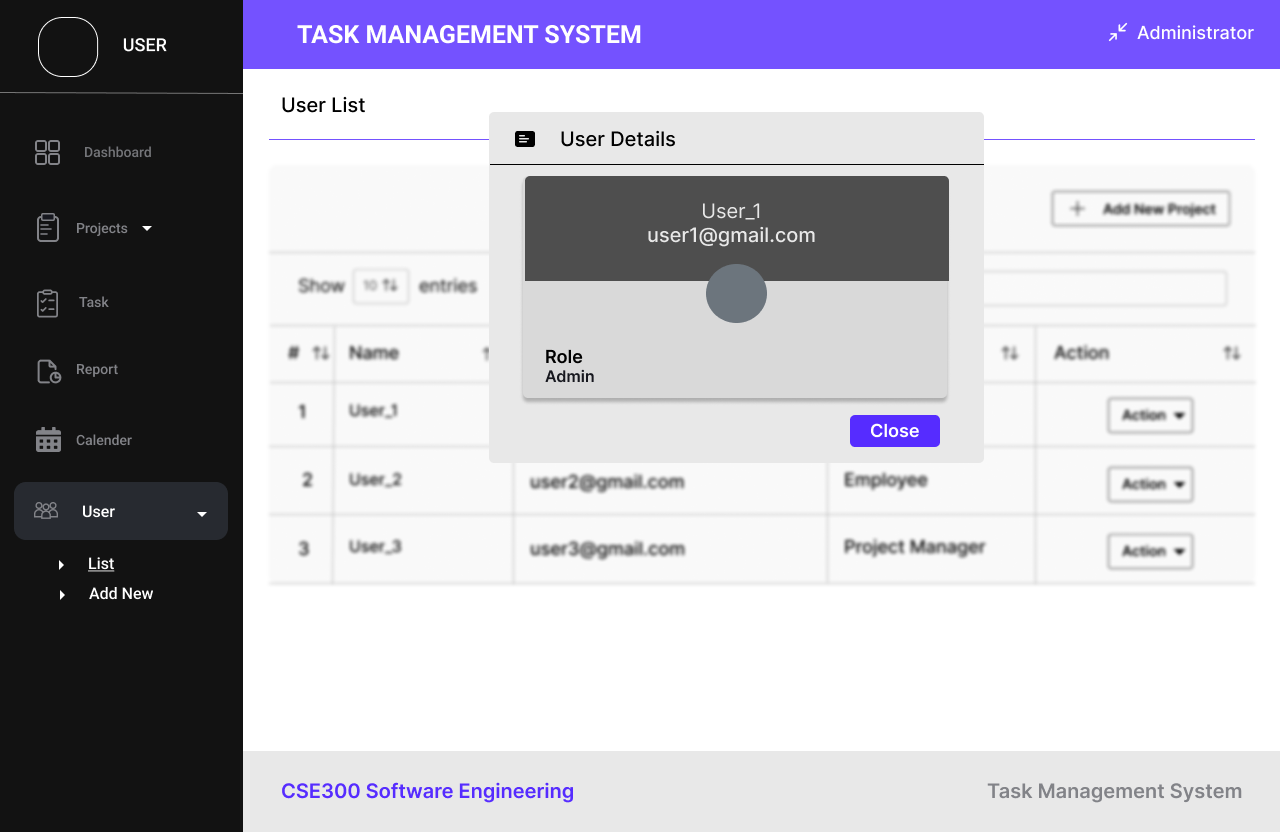 USER
TASK MANAGEMENT SYSTEM
Administrator
Dashboard
Projects
Task
Report
Calender
User
List
Add New
User List
User Details
User_1
user1@gmail.com
Role
Admin
Close
Add New Project
Show 10 entries
# Name Action
1 User_1 Action
2 User_2 user2@gmail.com Employee Action
3 User_3 user3@gmail.com Project Manager Action
CSE300 Software Engineering
Task Management System